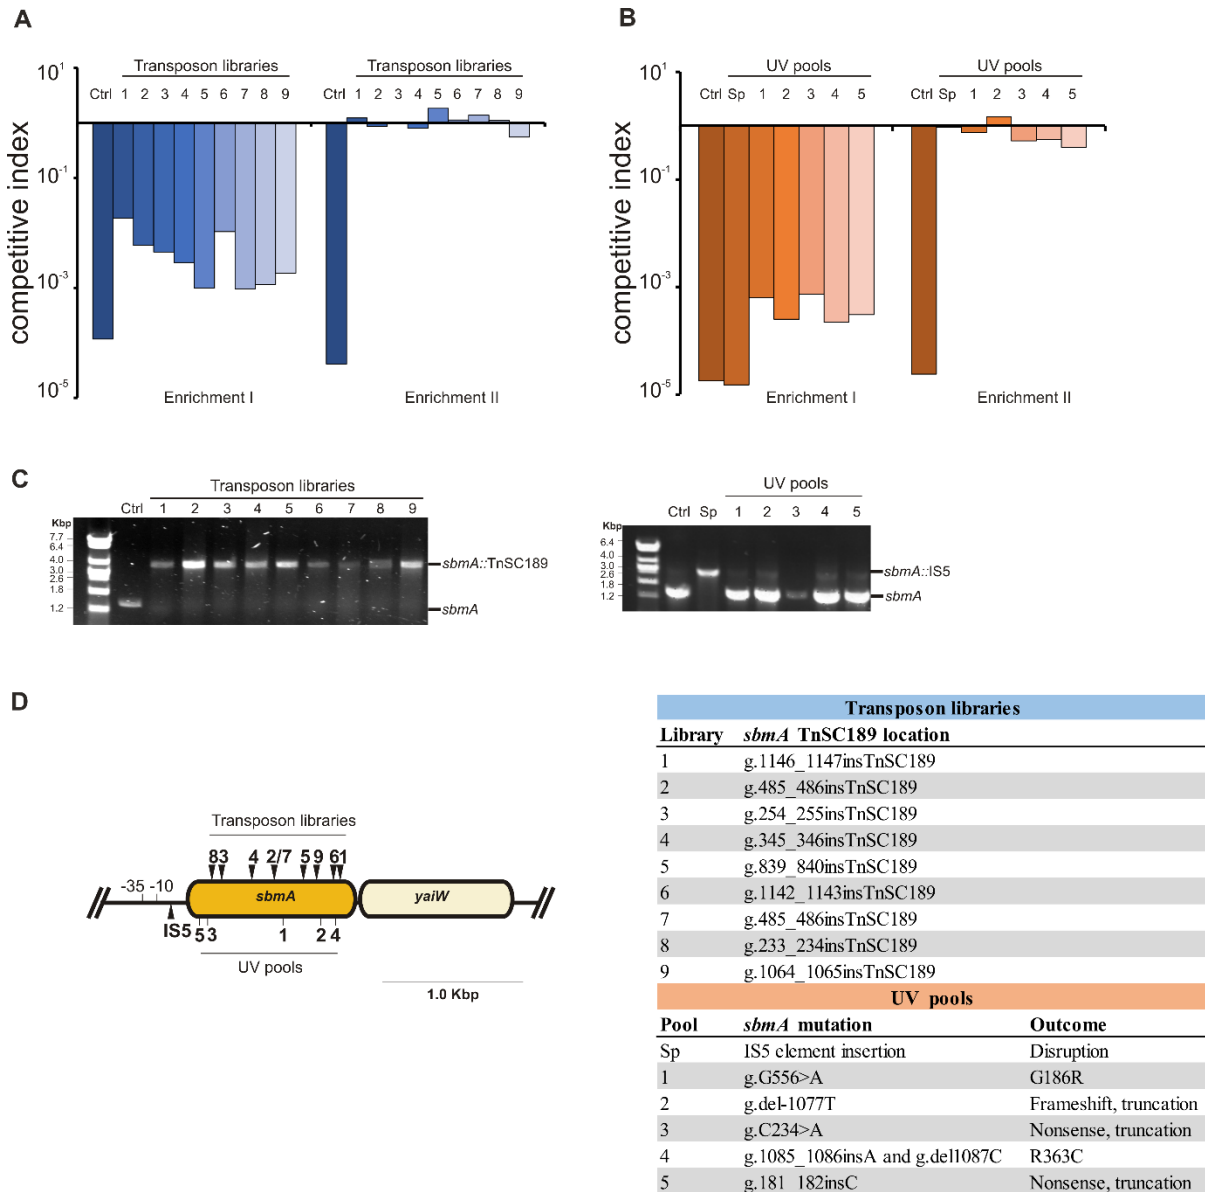 A
B
competitive index
10¹
10⁻¹
10⁻³
10⁻⁵
Transposon libraries
Ctrl 1 2 3 4 5 6 7 8 9
Enrichment I
Transposon libraries
1 2 3 4 5 6 7 8 9
Enrichment II
competitive index
10¹
10⁻¹
10⁻³
10⁻⁵
UV pools
Ctrl Sp 1 2 3 4 5
Enrichment I
UV pools
Ctrl Sp 1 2 3 4 5
Enrichment II
C
Transposon libraries
Ctrl 1 2 3 4 5 6 7 8 9
Kbp
7.7
6.4
4.0
3.0
2.6
1.8
1.2
sbmA::TnSC189
sbmA
UV pools
Ctrl Sp 1 2 3 4 5
Kbp
6.4
4.0
3.0
2.6
1.8
1.2
sbmA::IS5
sbmA
D
Transposon libraries
83 4 2/7 5 9 61
-35 -10
sbmA yaiW
IS5
5 3 1 2 4
UV pools
1.0 Kbp
Transposon libraries
Library sbmA TnSC189 location
1 g.1146_1147insTnSC189
2 g.485_486insTnSC189
3 g.254_255insTnSC189
4 g.345_346insTnSC189
5 g.839_840insTnSC189
6 g.1142_1143insTnSC189
7 g.485_486insTnSC189
8 g.233_234insTnSC189
9 g.1064_1065insTnSC189
UV pools
Pool sbmA mutation Outcome
Sp IS5 element insertion Disruption
1 g.G556>A G186R
2 g.del-1077T Frameshift, truncation
3 g.C234>A Nonsense, truncation
4 g.1085_1086insA and g.del1087C R363C
5 g.181_182insC Nonsense, truncation